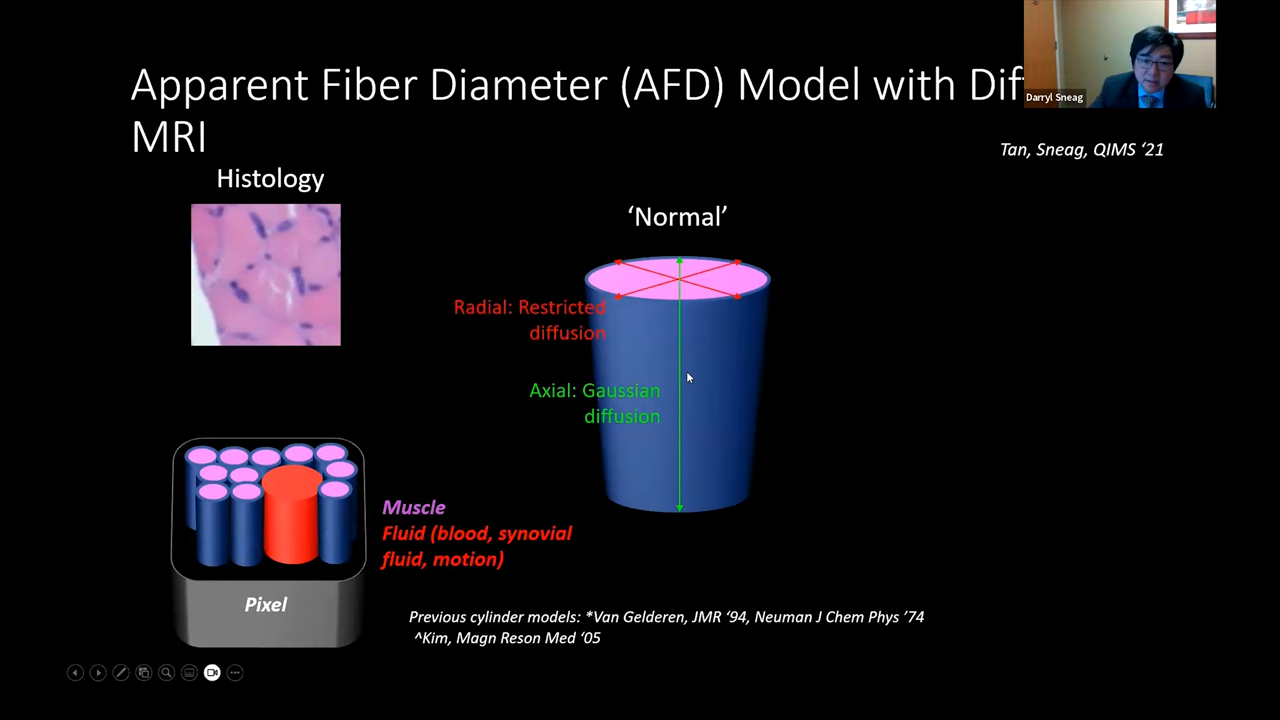 Apparent Fiber Diameter (AFD) Model with Dif
MRI
Darryl Sneag
Tan, Sneag, QIMS ‘21
Histology
‘Normal’
Radial: Restricted
diffusion
Axial: Gaussian
diffusion
Muscle
Fluid (blood, synovial
fluid, motion)
Pixel
Previous cylinder models: *Van Gelderen, JMR ‘94, Neuman J Chem Phys ’74
^Kim, Magn Reson Med ‘05